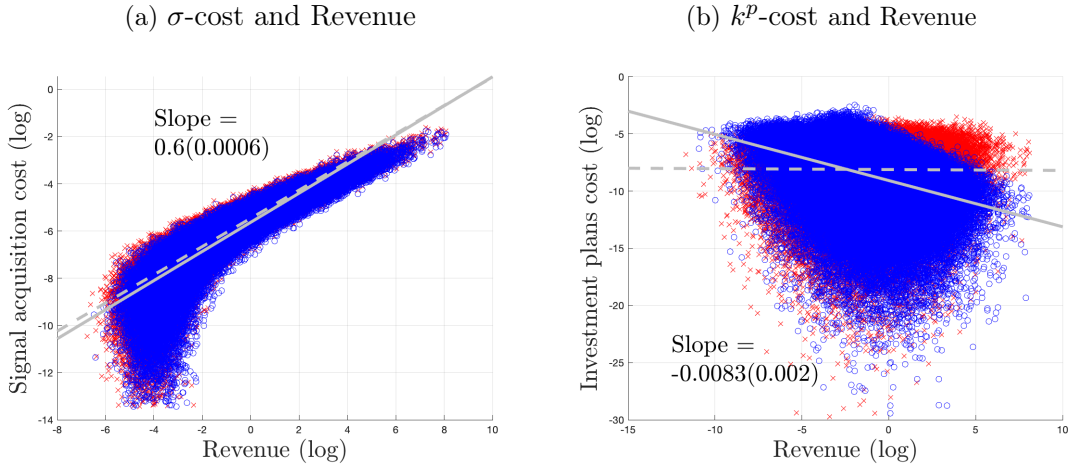 (a) σ-cost and Revenue
Signal acquisition cost (log)
0
-2
-4
-6
-8
-10
-12
-14
Slope =
0.6(0.0006)
-8 -6 -4 -2 0 2 4 6 8 10
Revenue (log)
(b) k^p-cost and Revenue
Investment plans cost (log)
0
-5
-10
-15
-20
-25
-30
Slope =
-0.0083(0.002)
-15 -10 -5 0 5 10
Revenue (log)